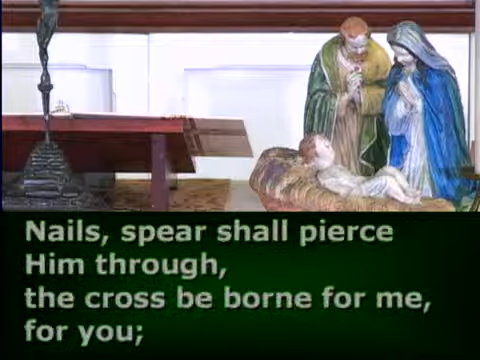 Nails, spear shall pierce
Him through,
the cross be borne for me,
for you;